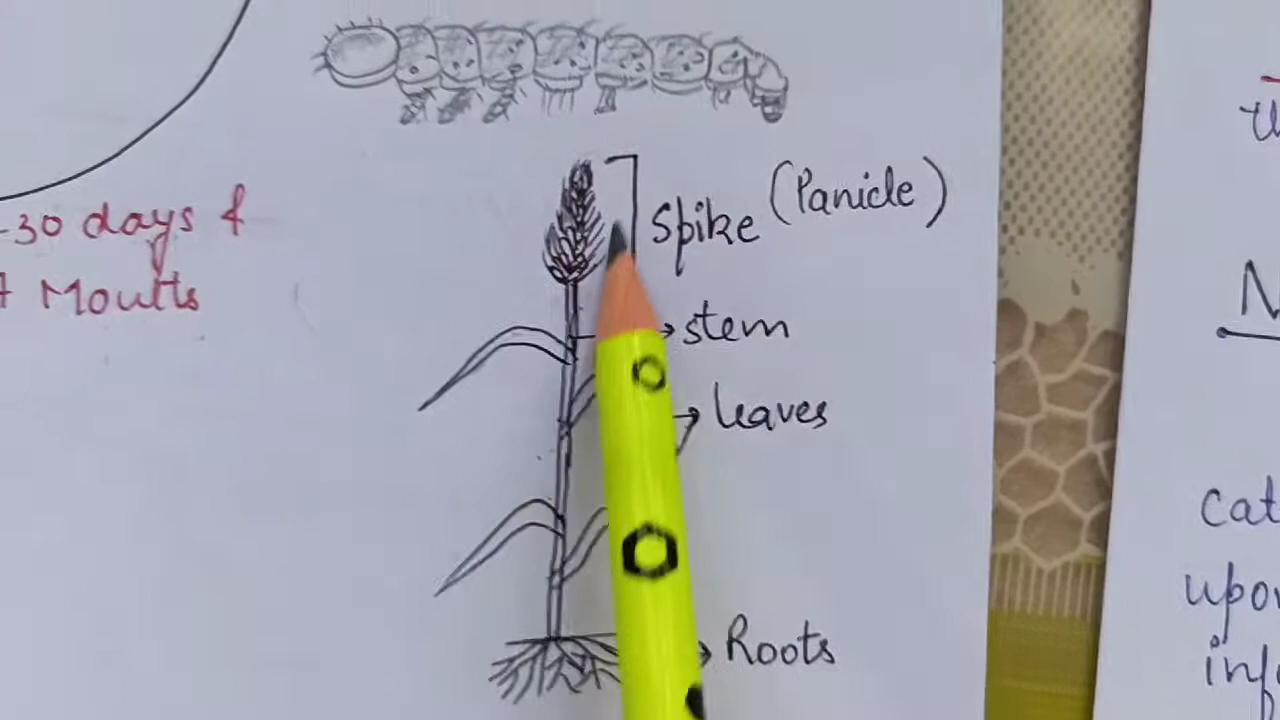 -30 days &
Moults
Spike (Panicle)
stem
leaves
Roots
cat
upo
inf